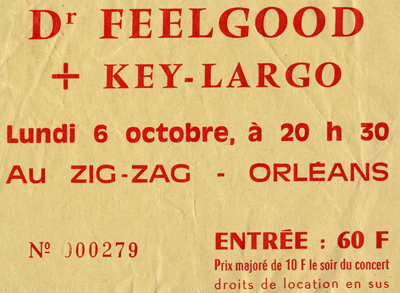 Dr FEELGOOD
+ KEY-LARGO
Lundi 6 octobre, à 20 h 30
Au ZIG-ZAG - ORLÉANS
No 000279
ENTRÉE : 60 F
Prix majoré de 10 F le soir du concert
droits de location en sus